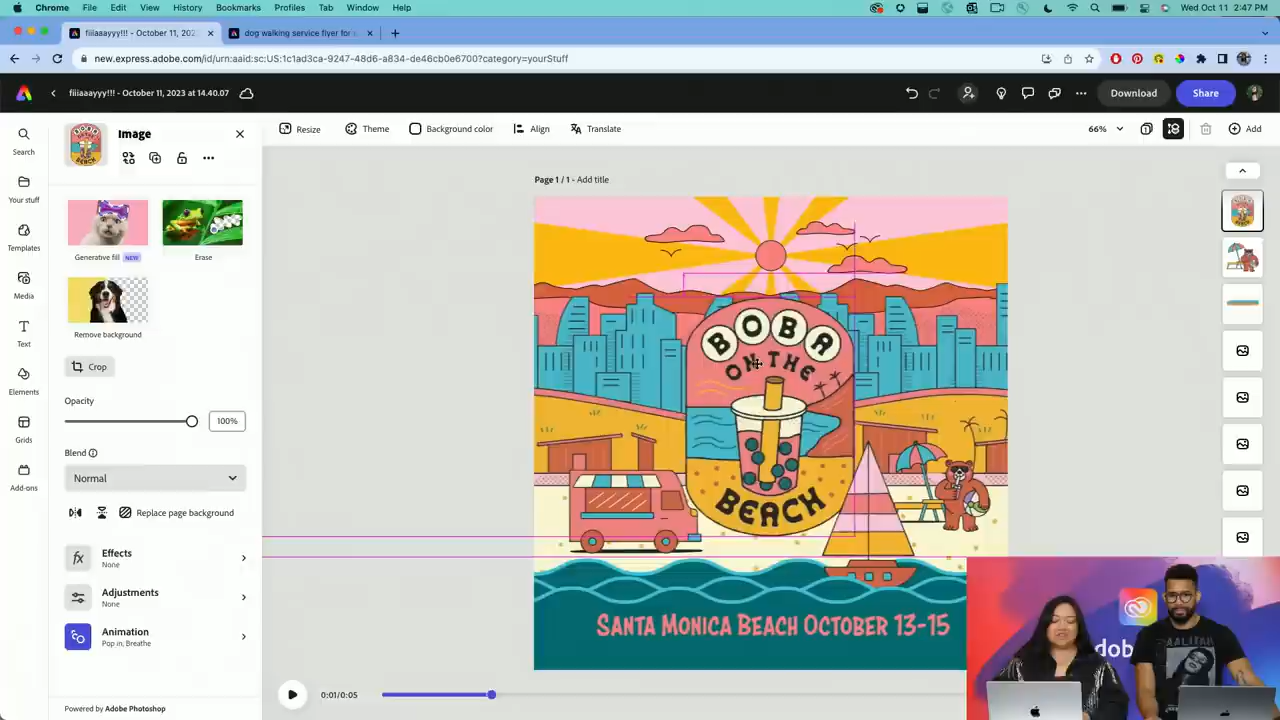 Chrome File Edit View History Bookmarks Profiles Tab Window Help
Wed Oct 11 2:47 PM
fiiiaaayyy!!! - October 11, 202
dog walking service flyer for
new.express.adobe.com/id/urn:aaid:sc:US:1c1ad3ca-9247-48d6-a834-de46cb0e6700?category=yourStuff
fiiiaaayyy!!! - October 11, 2023 at 14.40.07
Download
Share
Search
Your stuff
Templates
Media
Text
Elements
Grids
Add-ons
Image
Generative fill NEW
Erase
Remove background
Crop
Opacity
100%
Blend
Normal
Replace page background
fx
Effects
None
Adjustments
None
Animation
Pop in, Breathe
Powered by Adobe Photoshop
Resize
Theme
Background color
Align
Translate
66%
Add
Page 1 / 1 - Add title
BOBA
ON THE
BEACH
Santa Monica Beach October 13-15
0:01/0:05